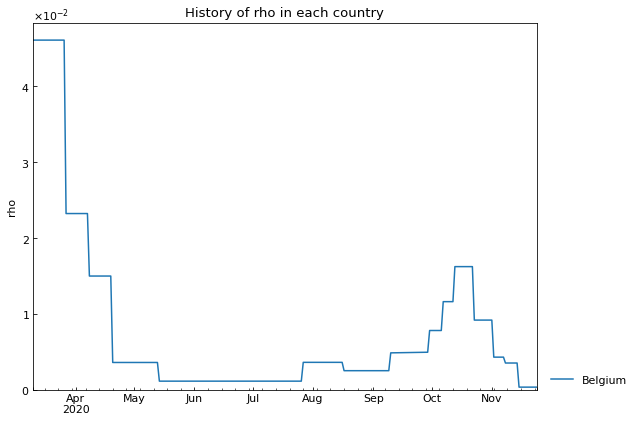 History of rho in each country
×10⁻²
4
3
2
1
0
rho
Apr May Jun Jul Aug Sep Oct Nov
2020
Belgium